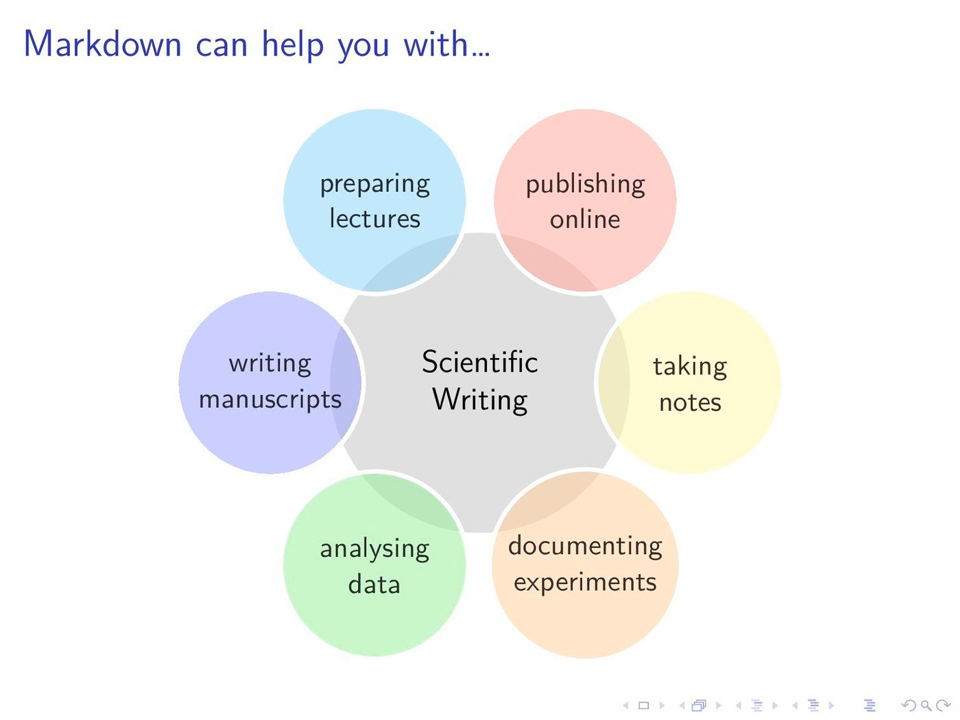 Markdown can help you with…
preparing
lectures
publishing
online
writing
manuscripts
Scientific
Writing
taking
notes
analysing
data
documenting
experiments